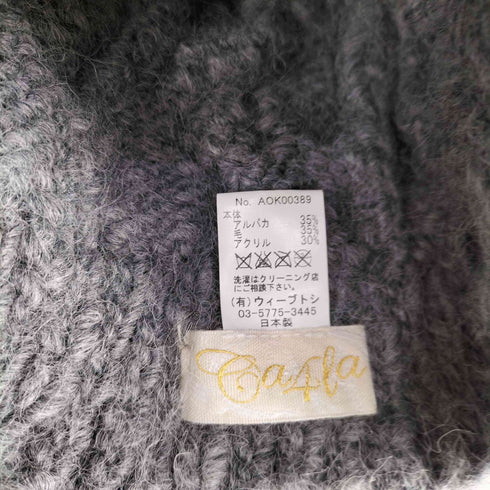 No. AOK00389
本体
アルパカ 35%
毛 35%
アクリル 30%
洗濯はクリーニング店
にご相談下さい。
(有)ウィーブトシ
03-5775-3445
日本製
Ca4la